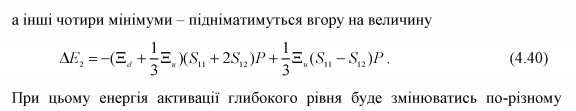 а інші чотири мінімуми – підніматимуться вгору на величину
ΔE₂ = −(Ξ_d + 1/3 Ξ_u)(S₁₁ + 2S₁₂)P + 1/3 Ξ_u(S₁₁ − S₁₂)P . (4.40)
При цьому енергія активації глибокого рівня буде змінюватись по-різному